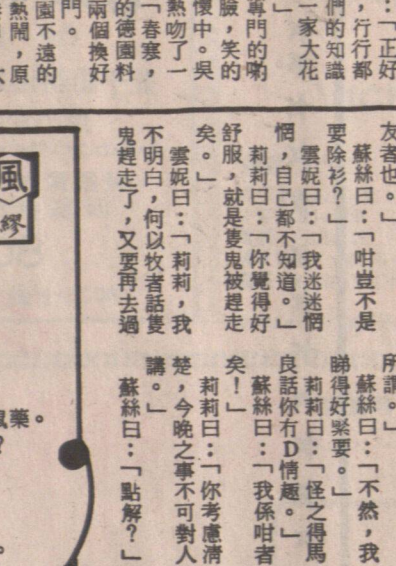 ：「正好
，行行都
們的知識
一家大花
」
專門的喲
臉，笑的
懷中。吳
熱吻了一
「春寒，
的德國料
兩個換好
門。
園不遠的
熱鬧，原
友者也。」
蘇絲曰：「咁豈不是
要除衫？」
雲妮曰：「我迷迷惘
惘，自己都不知道。」
莉莉曰：「你覺得好
舒服，就是隻鬼被趕走
矣。」
雲妮曰：「莉莉，我
不明白，何以牧者話隻
鬼趕走了，又要再去過
所講。」
蘇絲曰：「不然，我
睇得好緊要。」
莉莉曰：「怪之得馬
良話你冇D情趣。」
蘇絲曰：「我係咁者
矣！」
莉莉曰：「你考慮清
楚，今晚之事不可對人
講。」
蘇絲曰：「點解？」
風
繆
藥。